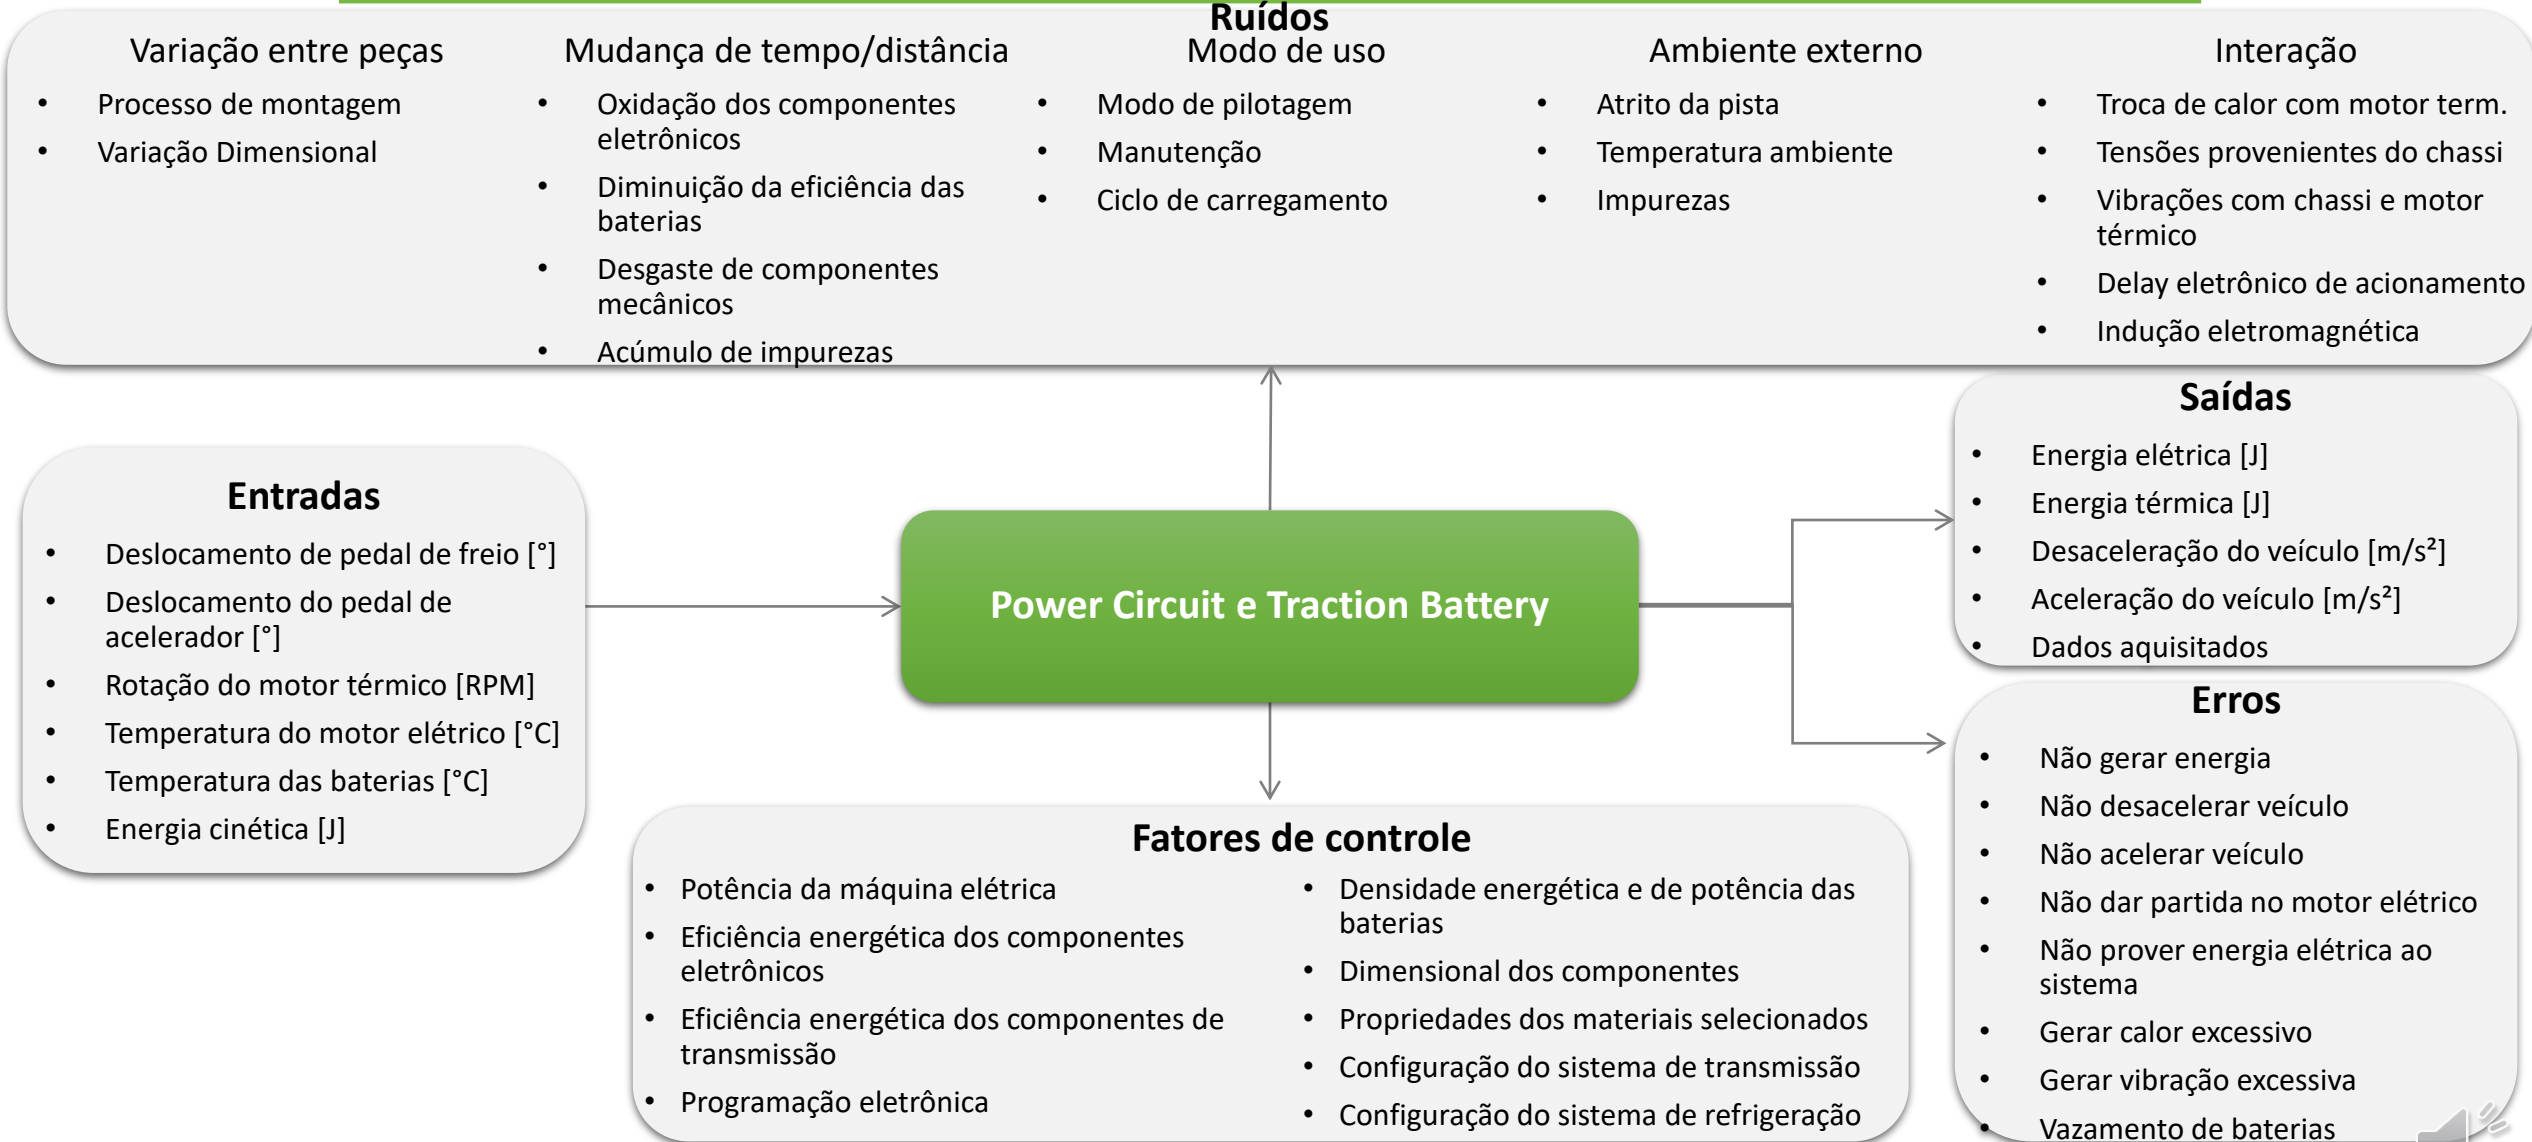 Ruídos
Variação entre peças
• Processo de montagem
• Variação Dimensional
Mudança de tempo/distância
• Oxidação dos componentes
eletrônicos
• Diminuição da eficiência das
baterias
• Desgaste de componentes
mecânicos
• Acúmulo de impurezas
Modo de uso
• Modo de pilotagem
• Manutenção
• Ciclo de carregamento
Ambiente externo
• Atrito da pista
• Temperatura ambiente
• Impurezas
Interação
• Troca de calor com motor term.
• Tensões provenientes do chassi
• Vibrações com chassi e motor
térmico
• Delay eletrônico de acionamento
• Indução eletromagnética
Entradas
• Deslocamento de pedal de freio [°]
• Deslocamento do pedal de
acelerador [°]
• Rotação do motor térmico [RPM]
• Temperatura do motor elétrico [°C]
• Temperatura das baterias [°C]
• Energia cinética [J]
Power Circuit e Traction Battery
Saídas
• Energia elétrica [J]
• Energia térmica [J]
• Desaceleração do veículo [m/s²]
• Aceleração do veículo [m/s²]
• Dados aquisitados
Erros
• Não gerar energia
• Não desacelerar veículo
• Não acelerar veículo
• Não dar partida no motor elétrico
• Não prover energia elétrica ao
sistema
• Gerar calor excessivo
• Gerar vibração excessiva
• Vazamento de baterias
Fatores de controle
• Potência da máquina elétrica
• Eficiência energética dos componentes
eletrônicos
• Eficiência energética dos componentes de
transmissão
• Programação eletrônica
• Densidade energética e de potência das
baterias
• Dimensional dos componentes
• Propriedades dos materiais selecionados
• Configuração do sistema de transmissão
• Configuração do sistema de refrigeração